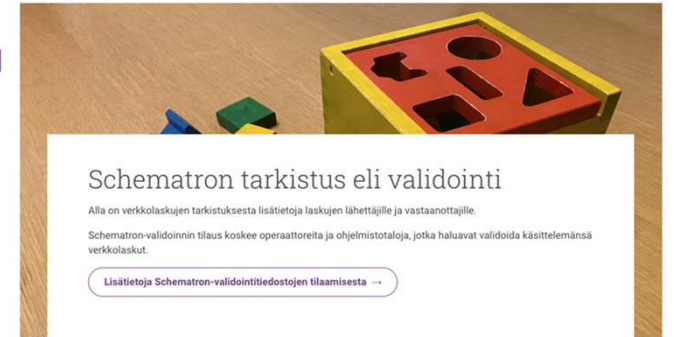 Schematron tarkistus eli validointi
Alla on verkkolaskujen tarkistuksesta lisätietoja laskujen lähettäjille ja vastaanottajille.
Schematron-validoinnin tilaus koskee operaattoreita ja ohjelmistotaloja, jotka haluavat validoida käsittelemänsä
verkkolaskut.
Lisätietoja Schematron-validointitiedostojen tilaamisesta →